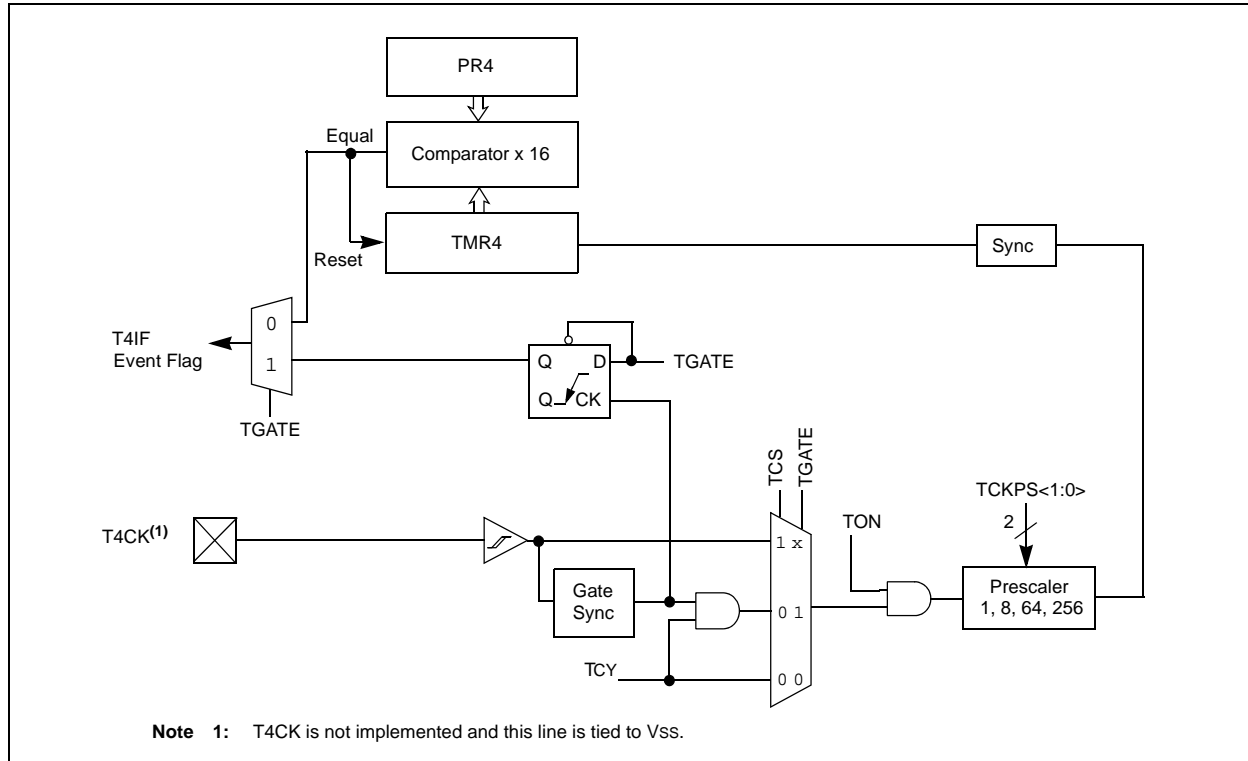 PR4
Equal
Comparator x 16
TMR4
Reset
Sync
0
T4IF
Event Flag
1
Q
D
TGATE
Q
CK
TGATE
TCS
TGATE
TCKPS<1:0>
2
TON
T4CK(1)
1 x
Prescaler
1, 8, 64, 256
Gate
Sync
0 1
TCY
0 0
Note 1: T4CK is not implemented and this line is tied to VSS.